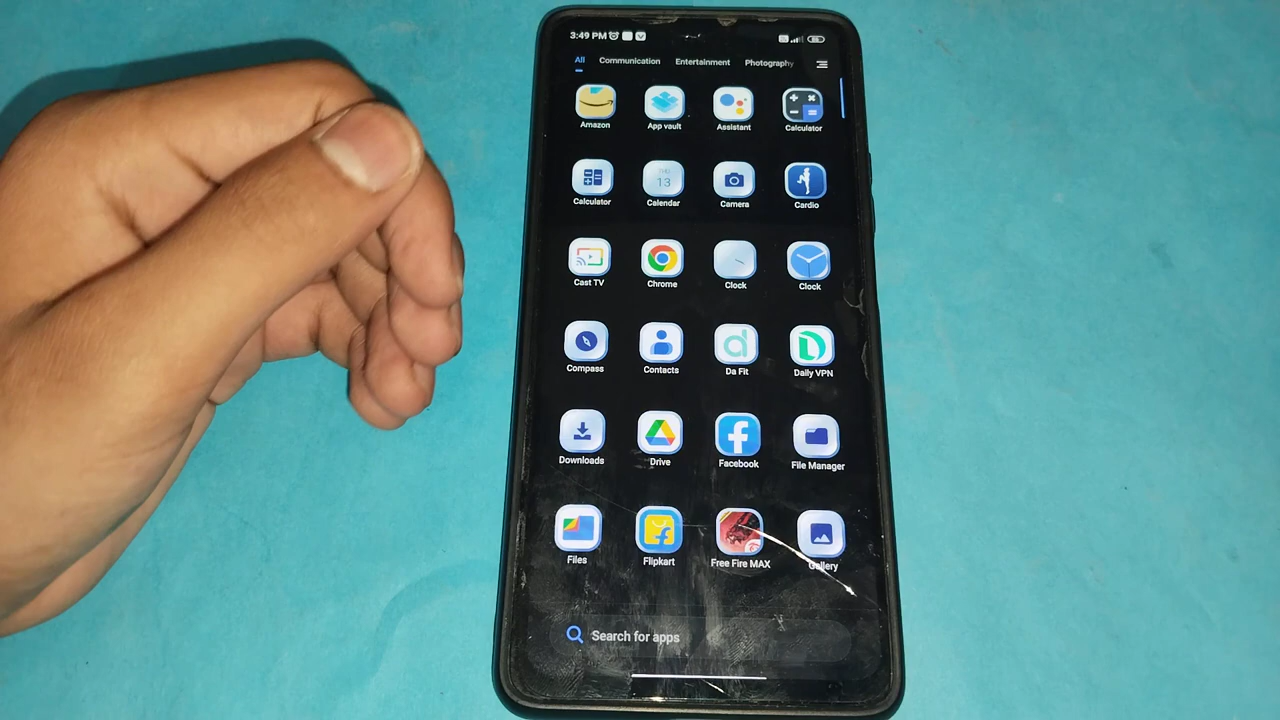 3:49 PM
All Communication Entertainment Photography
Amazon App vault Assistant Calculator
THU
13
Calculator Calendar Camera Cardio
Cast TV Chrome Clock Clock
Compass Contacts Da Fit Daily VPN
Downloads Drive Facebook File Manager
Files Flipkart Free Fire MAX Gallery
Search for apps